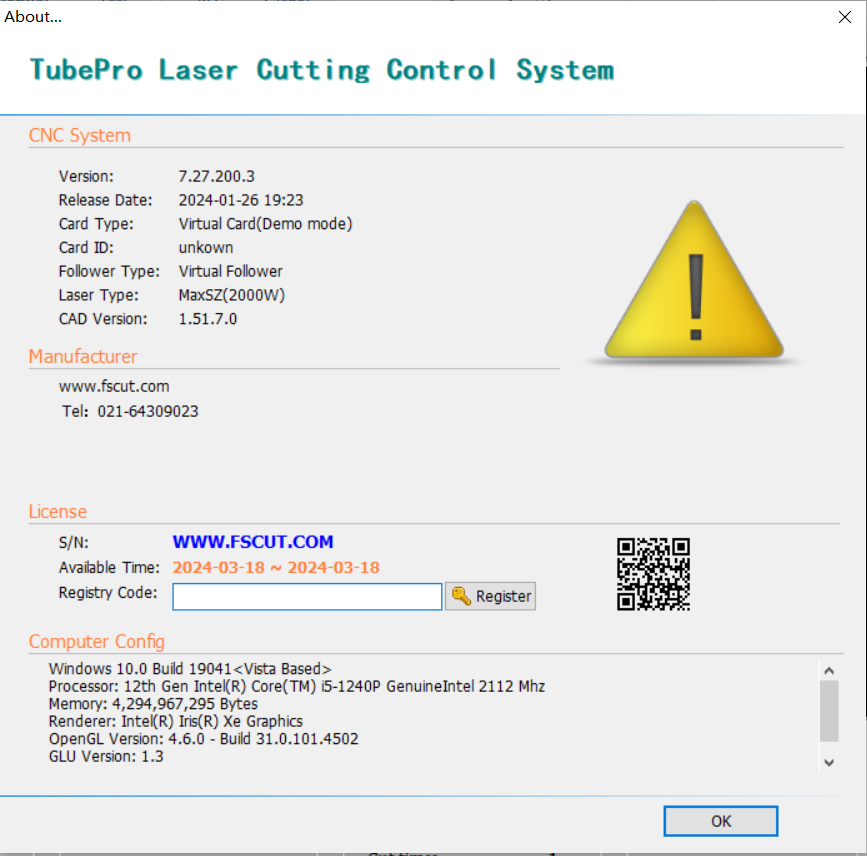 About...
TubePro Laser Cutting Control System
CNC System
Version: 7.27.200.3
Release Date: 2024-01-26 19:23
Card Type: Virtual Card(Demo mode)
Card ID: unkown
Follower Type: Virtual Follower
Laser Type: MaxSZ(2000W)
CAD Version: 1.51.7.0
Manufacturer
www.fscut.com
Tel: 021-64309023
License
S/N: WWW.FSCUT.COM
Available Time: 2024-03-18 ~ 2024-03-18
Registry Code: Register
Computer Config
Windows 10.0 Build 19041<Vista Based>
Processor: 12th Gen Intel(R) Core(TM) i5-1240P GenuineIntel 2112 Mhz
Memory: 4,294,967,295 Bytes
Renderer: Intel(R) Iris(R) Xe Graphics
OpenGL Version: 4.6.0 - Build 31.0.101.4502
GLU Version: 1.3
OK